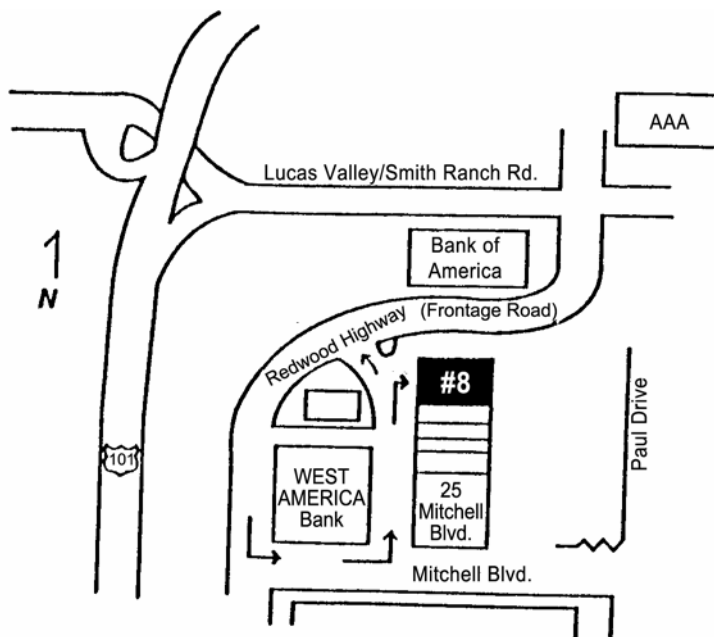 AAA
Lucas Valley/Smith Ranch Rd.
Bank of
America
N
Redwood Highway (Frontage Road)
#8
Paul Drive
101
WEST
AMERICA
Bank
25
Mitchell
Blvd.
Mitchell Blvd.